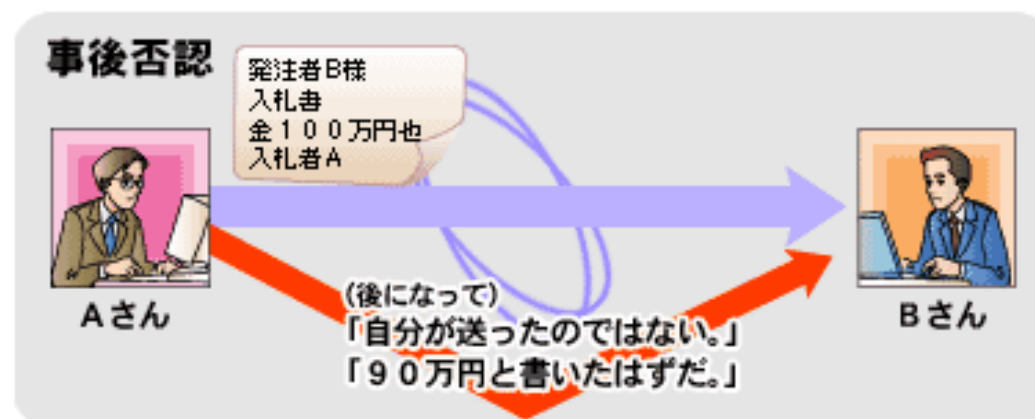 事後否認
発注者B様
入札書
金１００万円也
入札者A
Aさん
Bさん
(後になって)
「自分が送ったのではない。」
「９０万円と書いたはずだ。」